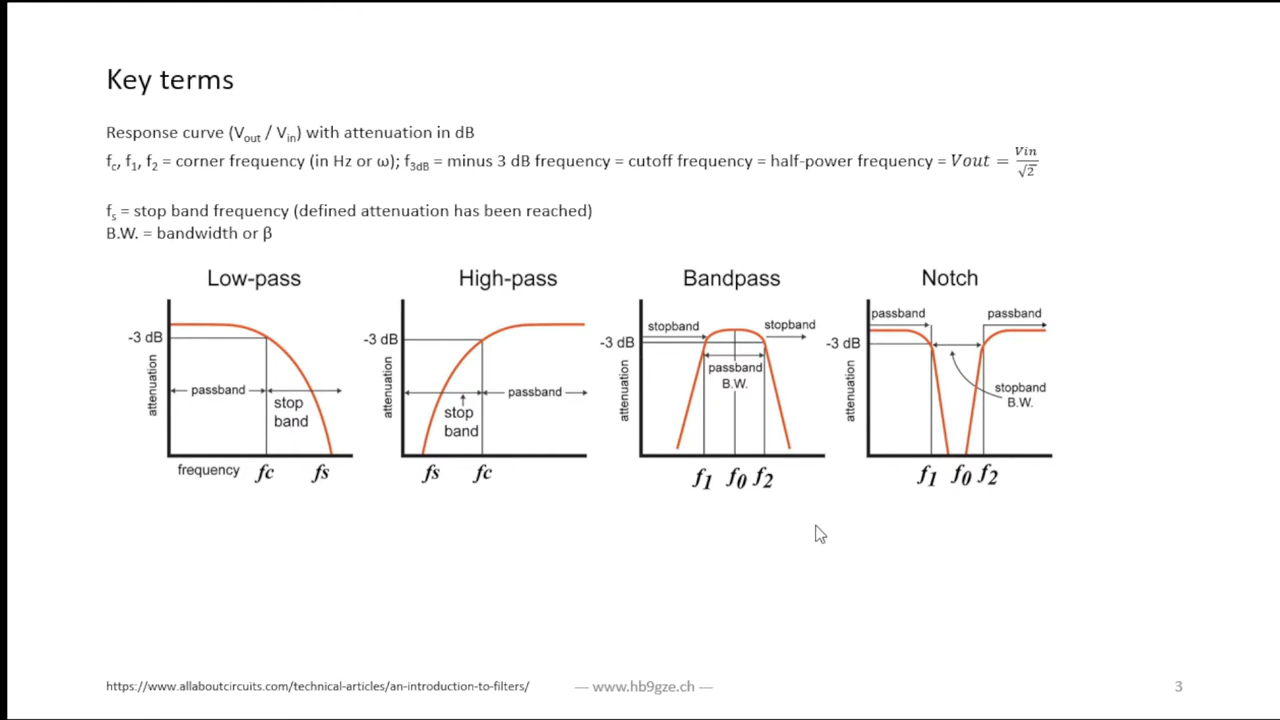 Key terms
Response curve (Vout / Vin) with attenuation in dB
fc, f1, f2 = corner frequency (in Hz or ω); f3dB = minus 3 dB frequency = cutoff frequency = half-power frequency = Vout = Vin/√2
fs = stop band frequency (defined attenuation has been reached)
B.W. = bandwidth or β
Low-pass
-3 dB
attenuation
passband
stop
band
frequency
fc
fs
High-pass
-3 dB
attenuation
passband
stop
band
fs
fc
Bandpass
stopband
stopband
-3 dB
attenuation
passband
B.W.
f1
f0
f2
Notch
passband
passband
-3 dB
attenuation
stopband
B.W.
f1
f0
f2
https://www.allaboutcircuits.com/technical-articles/an-introduction-to-filters/
— www.hb9gze.ch —
3